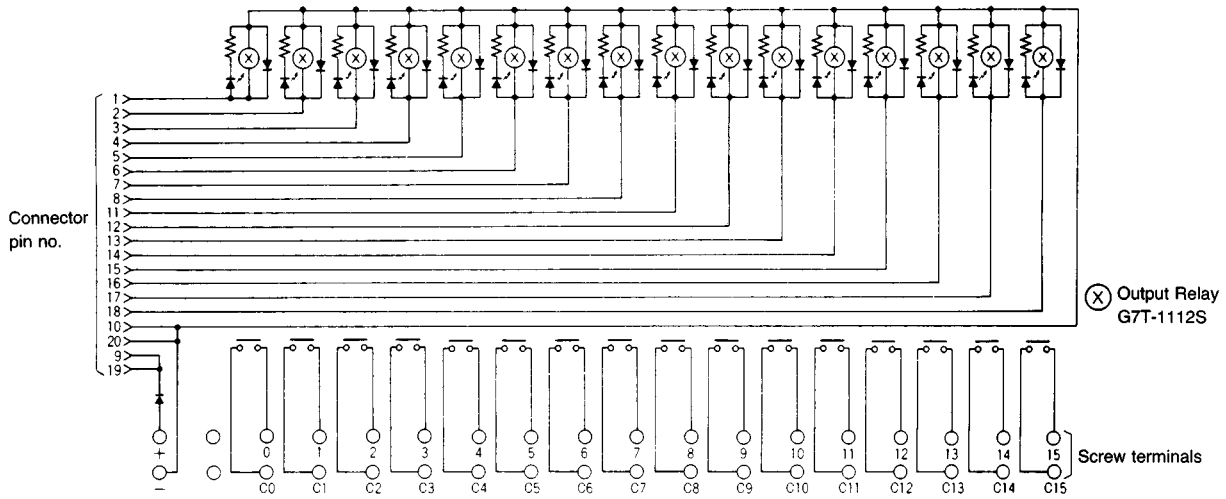 X X X X X X X X X X X X X X X X
1
2
3
4
5
6
7
8
11
12
13
14
15
16
17
18
10
20
9
19
Connector
pin no.
X Output Relay
G7T-1112S
+ 0 1 2 3 4 5 6 7 8 9 10 11 12 13 14 15
Screw terminals
− C0 C1 C2 C3 C4 C5 C6 C7 C8 C9 C10 C11 C12 C13 C14 C15